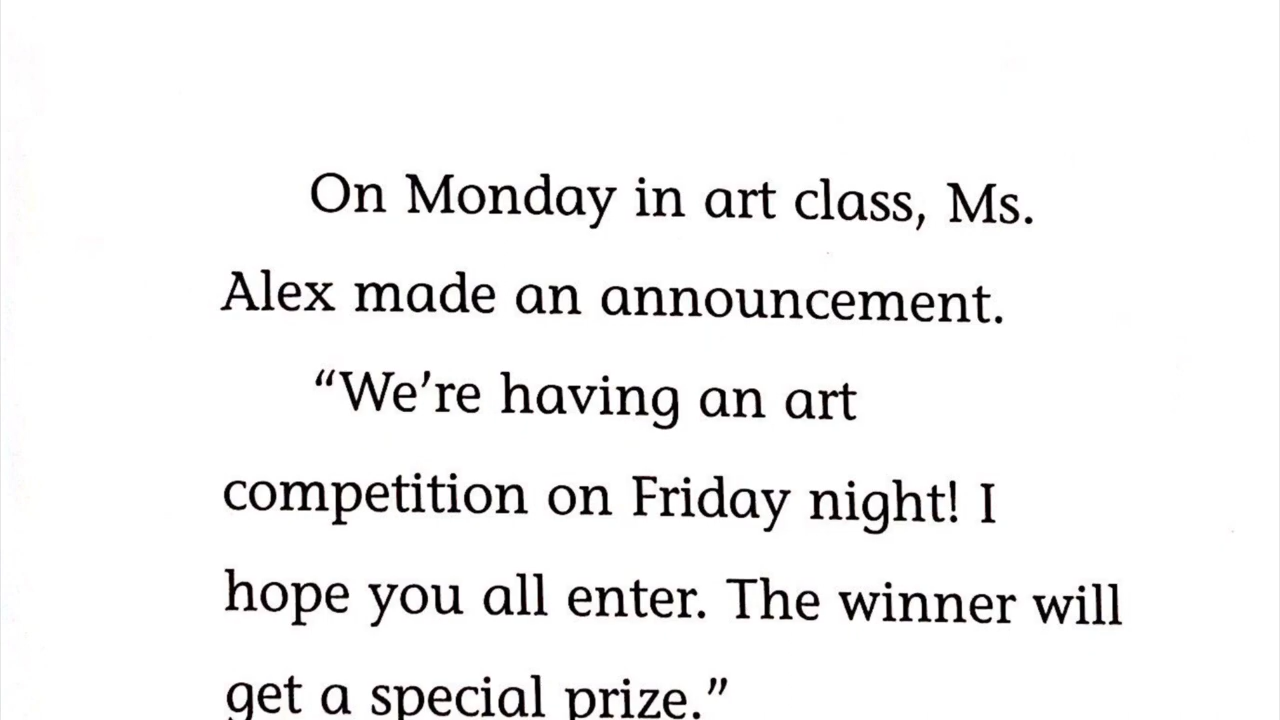 On Monday in art class, Ms.
Alex made an announcement.
“We’re having an art
competition on Friday night! I
hope you all enter. The winner will
get a special prize.”